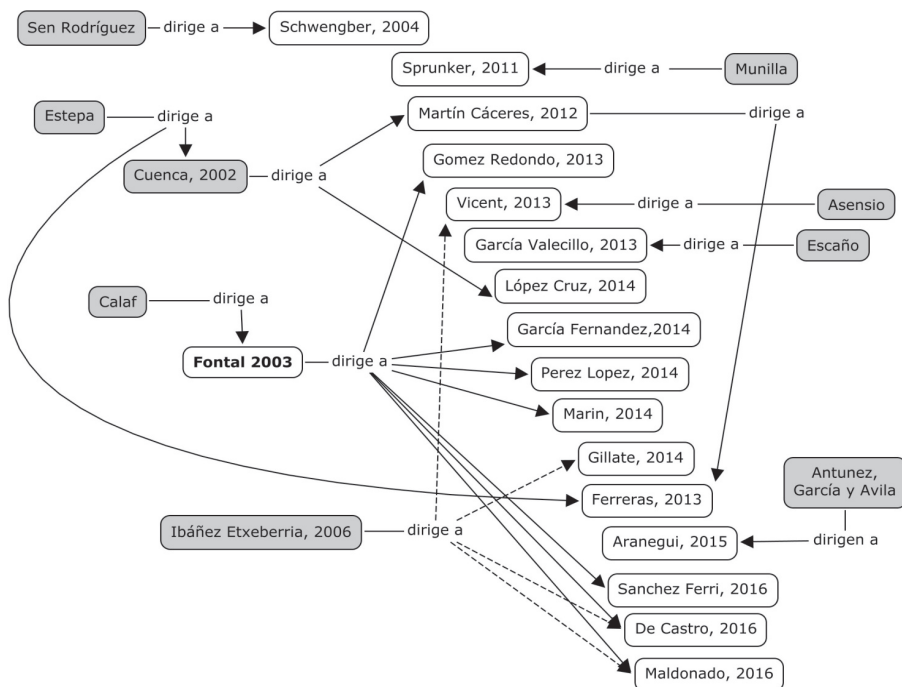 Sen Rodríguez
dirige a
Schwengber, 2004
Sprunker, 2011
dirige a
Munilla
Estepa
dirige a
Martín Cáceres, 2012
dirige a
Cuenca, 2002
dirige a
Gomez Redondo, 2013
Vicent, 2013
dirige a
Asensio
García Valecillo, 2013
dirige a
Escaño
López Cruz, 2014
Calaf
dirige a
García Fernandez,2014
Fontal 2003
dirige a
Perez Lopez, 2014
Marin, 2014
Gillate, 2014
Antunez,
García y Avila
Ferreras, 2013
Ibáñez Etxeberria, 2006
dirige a
Aranegui, 2015
dirigen a
Sanchez Ferri, 2016
De Castro, 2016
Maldonado, 2016